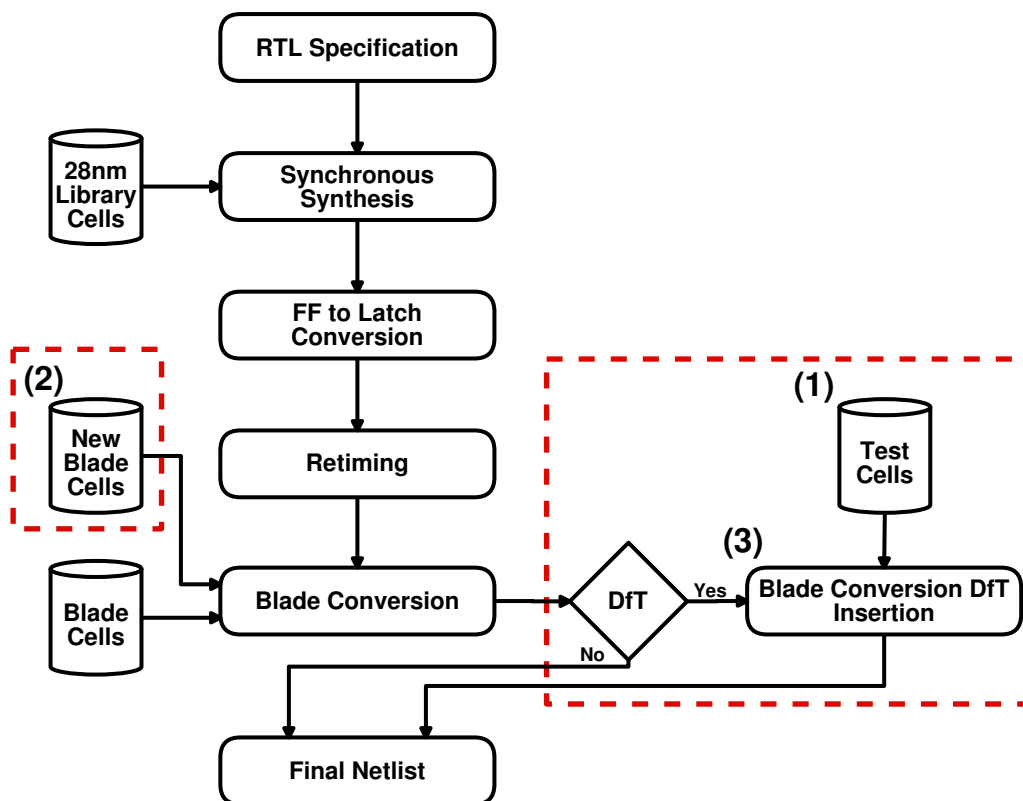 RTL Specification
28nm
Library
Cells
Synchronous
Synthesis
FF to Latch
Conversion
(2)
New
Blade
Cells
Retiming
(1)
Test
Cells
Blade
Cells
Blade Conversion
DfT
Yes
No
(3)
Blade Conversion DfT
Insertion
Final Netlist